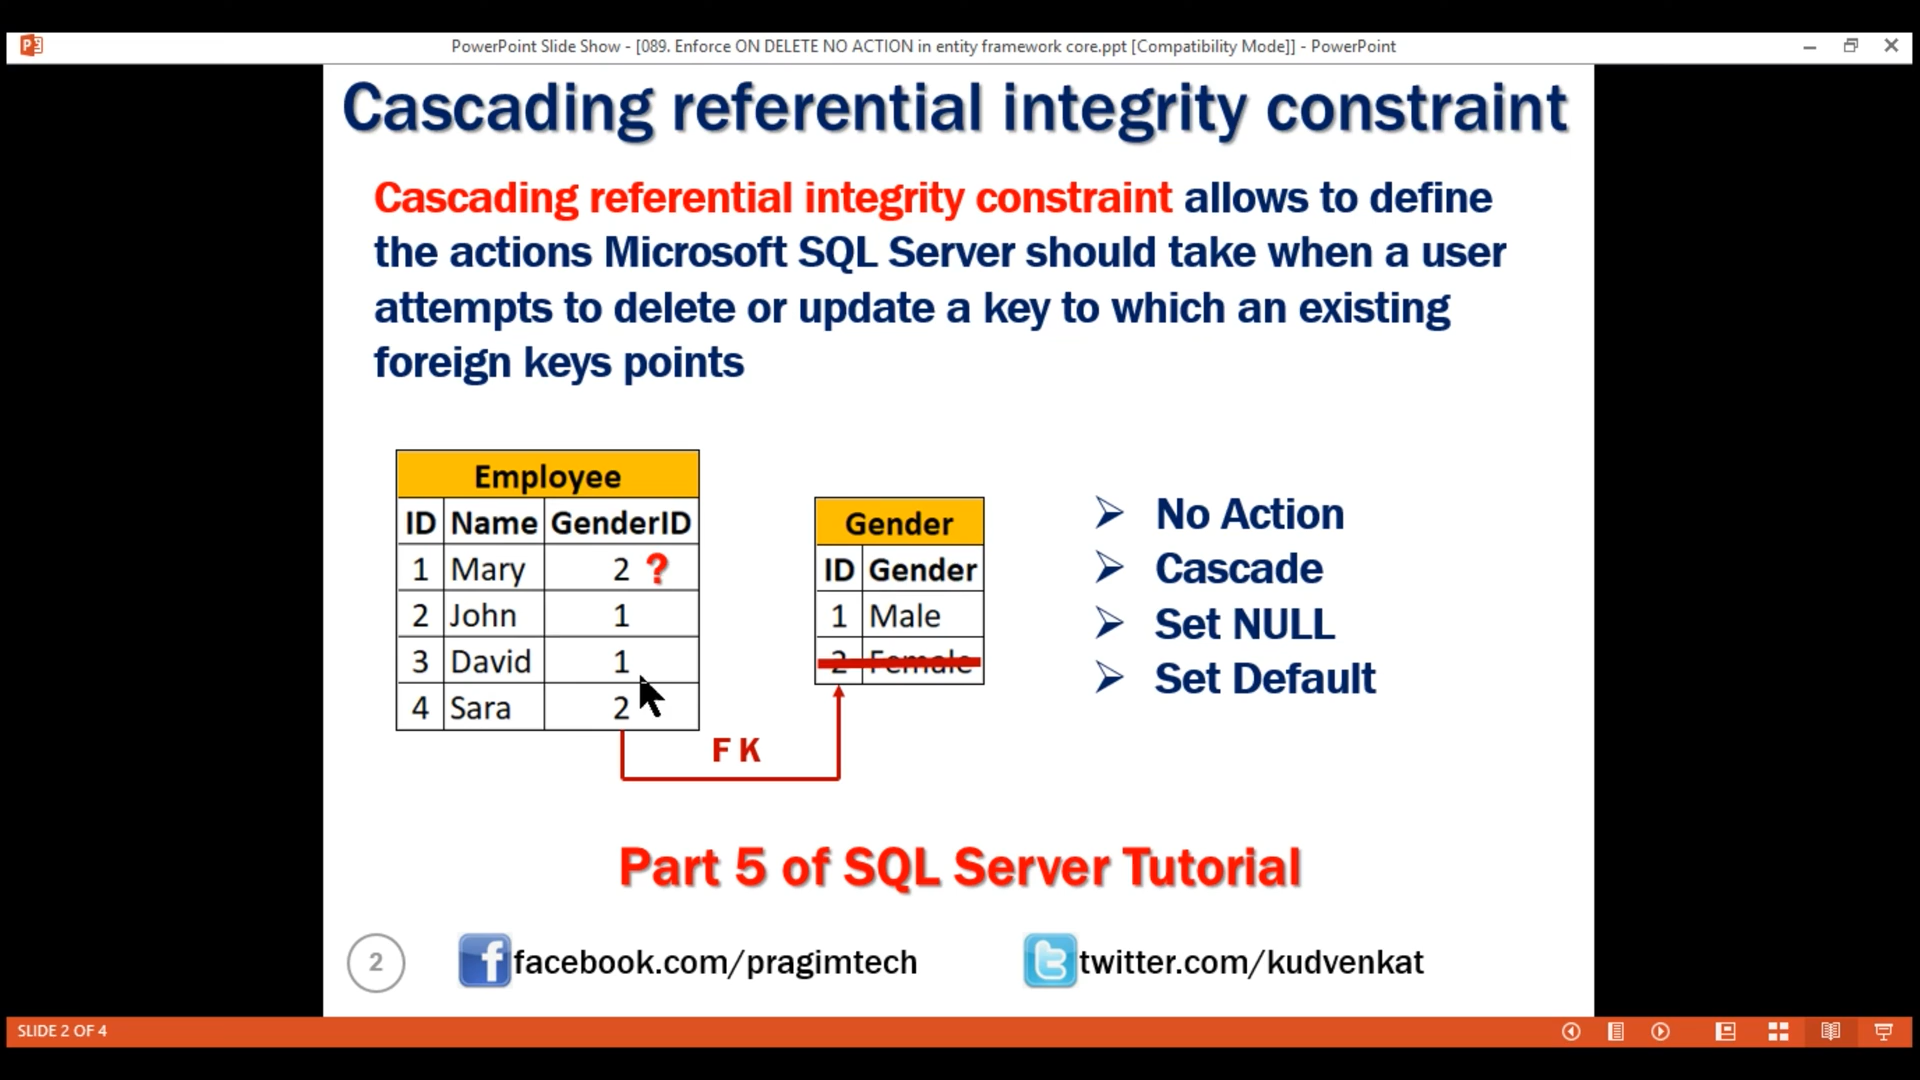 PowerPoint Slide Show - [089. Enforce ON DELETE NO ACTION in entity framework core.ppt [Compatibility Mode]] - PowerPoint
Cascading referential integrity constraint
Cascading referential integrity constraint allows to define
the actions Microsoft SQL Server should take when a user
attempts to delete or update a key to which an existing
foreign keys points
Employee
ID Name GenderID
1 Mary 2 ?
2 John 1
3 David 1
4 Sara 2
Gender
ID Gender
1 Male
2 Female
F K
No Action
Cascade
Set NULL
Set Default
Part 5 of SQL Server Tutorial
2
facebook.com/pragimtech
twitter.com/kudvenkat
SLIDE 2 OF 4